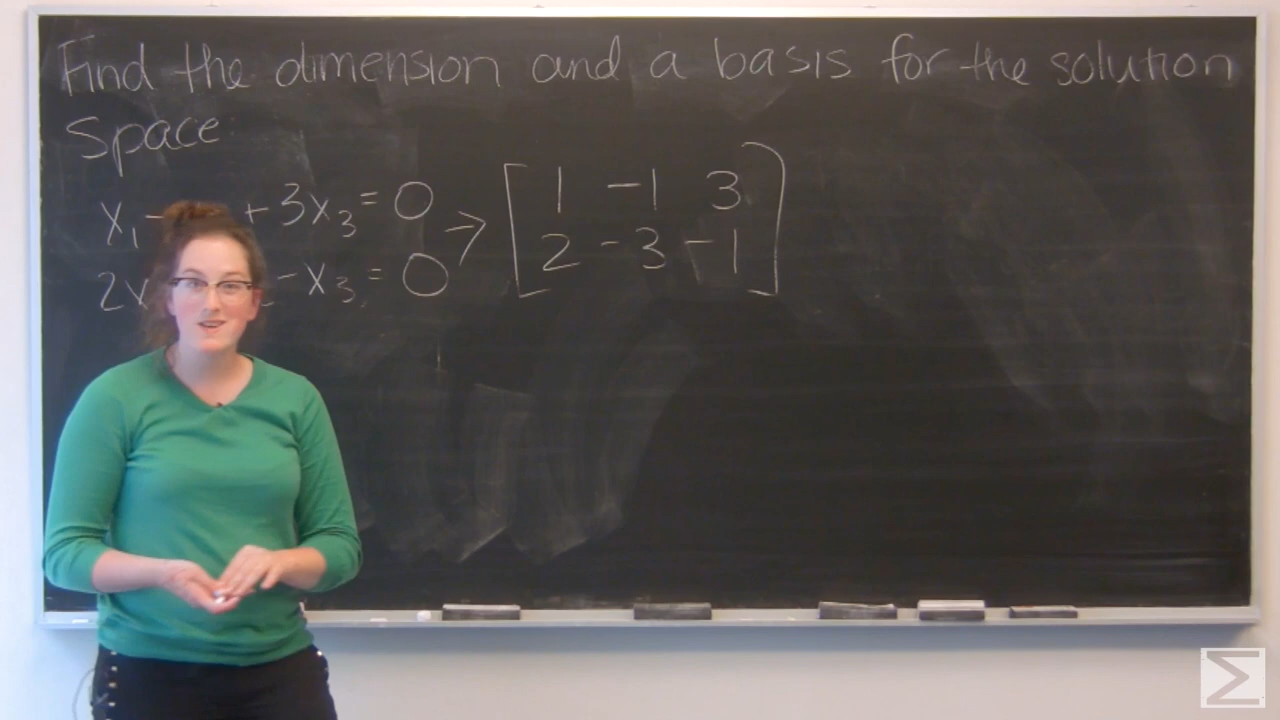 Find the dimension and a basis for the solution
space
x₁ - + 3x₃ = 0 → [ 1 -1 3
2 - x₃ = 0 2 -3 -1 ]
Σ